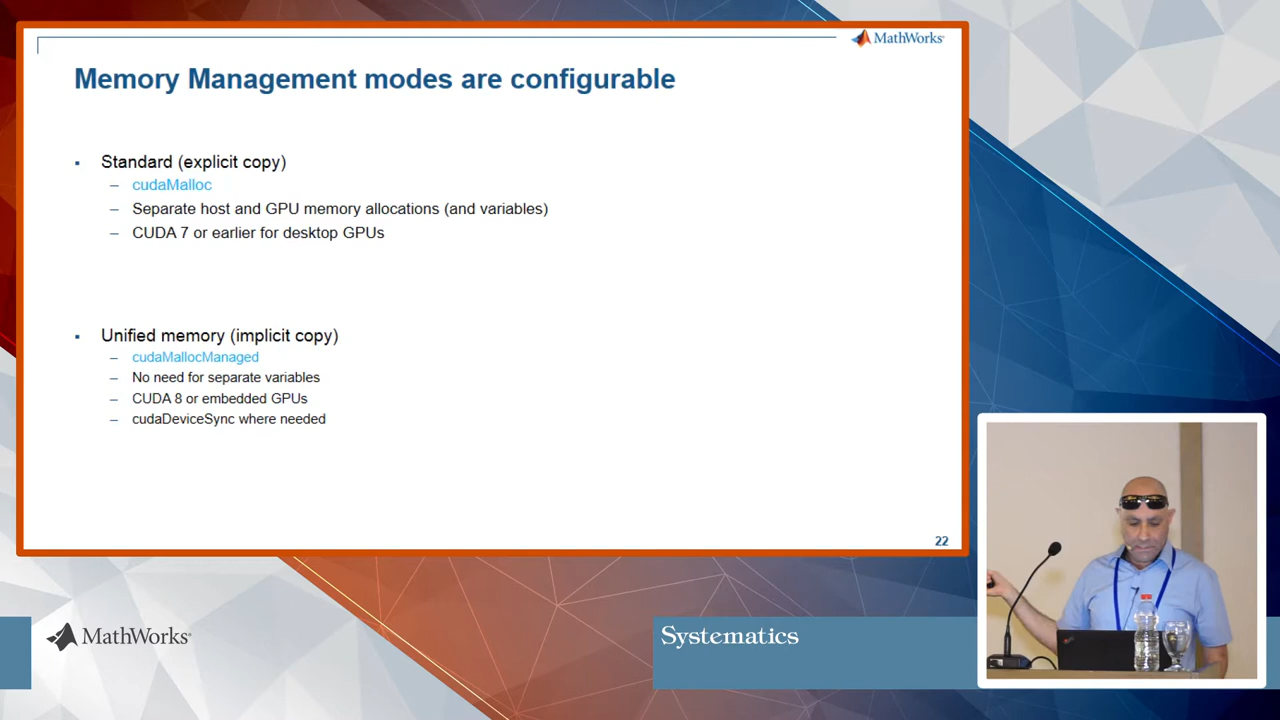 MathWorks®
Memory Management modes are configurable
▪ Standard (explicit copy)
– cudaMalloc
– Separate host and GPU memory allocations (and variables)
– CUDA 7 or earlier for desktop GPUs
▪ Unified memory (implicit copy)
– cudaMallocManaged
– No need for separate variables
– CUDA 8 or embedded GPUs
– cudaDeviceSync where needed
22
MathWorks®
Systematics